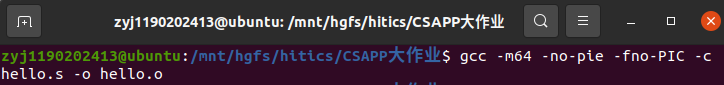 zyj1190202413@ubuntu: /mnt/hgfs/hitics/CSAPP大作业
zyj1190202413@ubuntu:/mnt/hgfs/hitics/CSAPP大作业$ gcc -m64 -no-pie -fno-PIC -c
hello.s -o hello.o